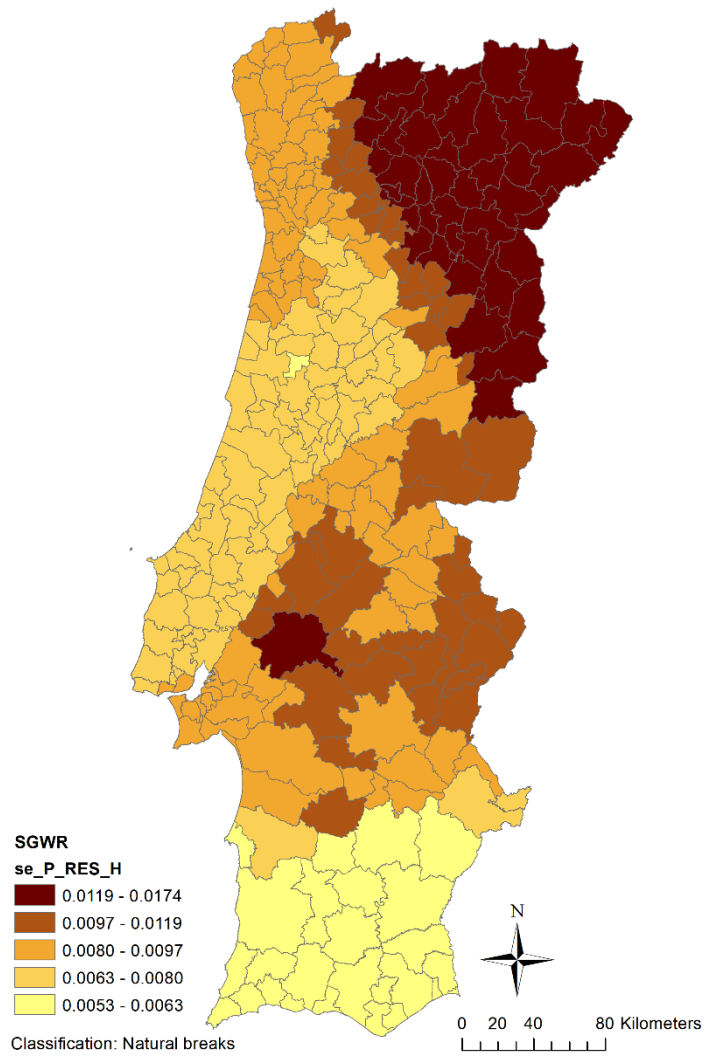 SGWR
se_P_RES_H
0.0119 - 0.0174
0.0097 - 0.0119
0.0080 - 0.0097
0.0063 - 0.0080
0.0053 - 0.0063
Classification: Natural breaks
N
0 20 40 80 Kilometers